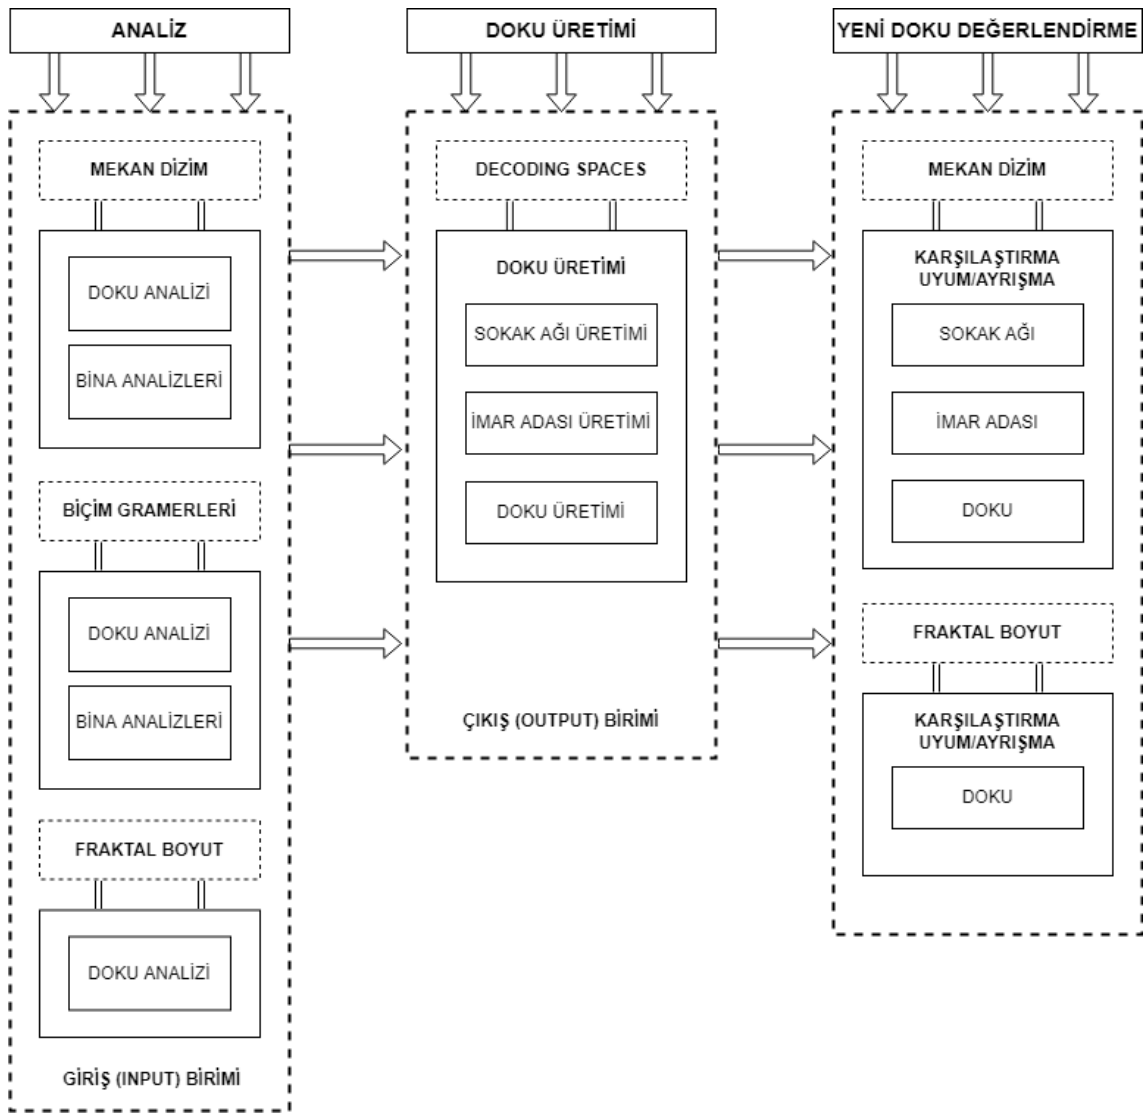 ANALİZ
MEKAN DİZİM
DOKU ANALİZİ
BİNA ANALİZLERİ
BİÇİM GRAMERLERİ
DOKU ANALİZİ
BİNA ANALİZLERİ
FRAKTAL BOYUT
DOKU ANALİZİ
GİRİŞ (INPUT) BİRİMİ
DOKU ÜRETİMİ
DECODING SPACES
DOKU ÜRETİMİ
SOKAK AĞI ÜRETİMİ
İMAR ADASI ÜRETİMİ
DOKU ÜRETİMİ
ÇIKIŞ (OUTPUT) BİRİMİ
YENİ DOKU DEĞERLENDİRME
MEKAN DİZİM
KARŞILAŞTIRMA
UYUM/AYRIŞMA
SOKAK AĞI
İMAR ADASI
DOKU
FRAKTAL BOYUT
KARŞILAŞTIRMA
UYUM/AYRIŞMA
DOKU